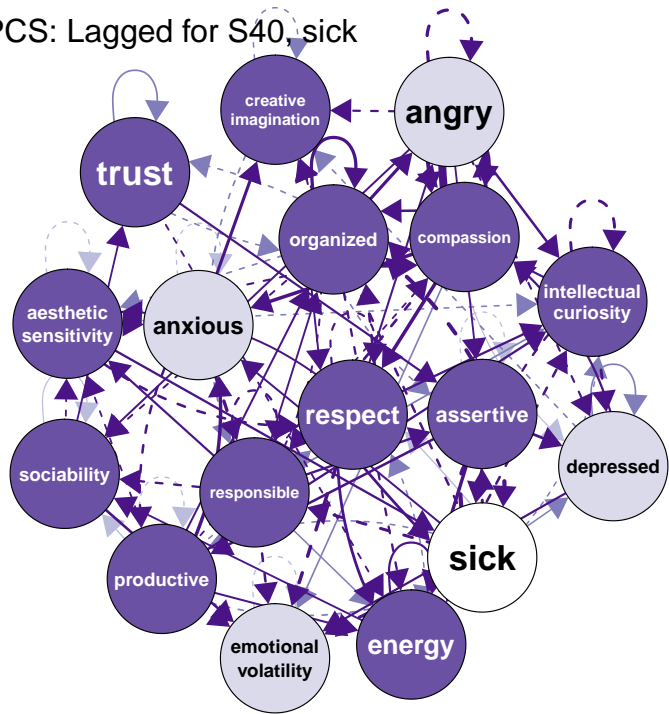 PCS: Lagged for S40, sick
creative
imagination
angry
trust
organized
compassion
aesthetic
sensitivity
anxious
intellectual
curiosity
respect
assertive
sociability
responsible
depressed
productive
sick
emotional
volatility
energy